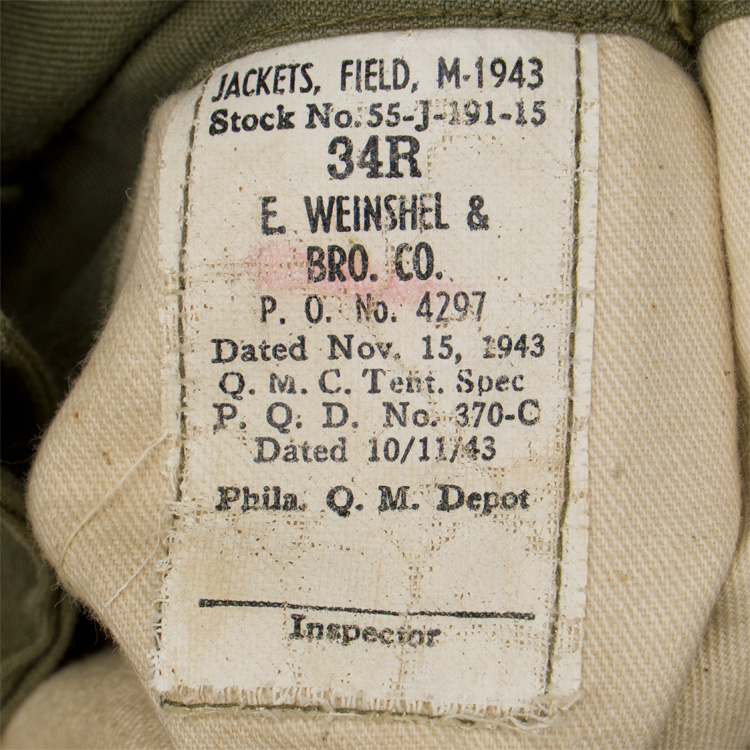 JACKETS, FIELD, M-1943
Stock No. 55-J-191-15
34R
E. WEINSHEL &
BRO. CO.
P. O. No. 4297
Dated Nov. 15, 1943
Q. M. C. Tent. Spec
P. Q. D. No. 370-C
Dated 10/11/43
Phila. Q. M. Depot
Inspector